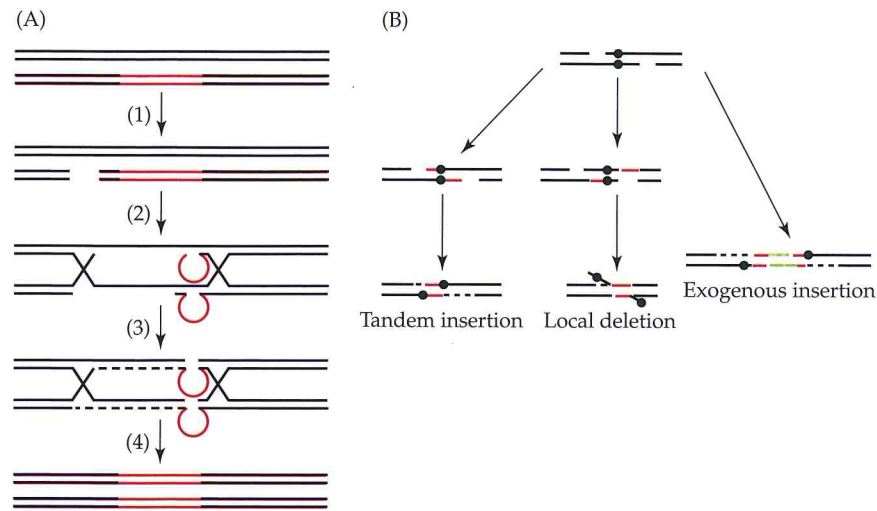 (A)
(1)
(2)
(3)
(4)
(B)
Tandem insertion
Local deletion
Exogenous insertion